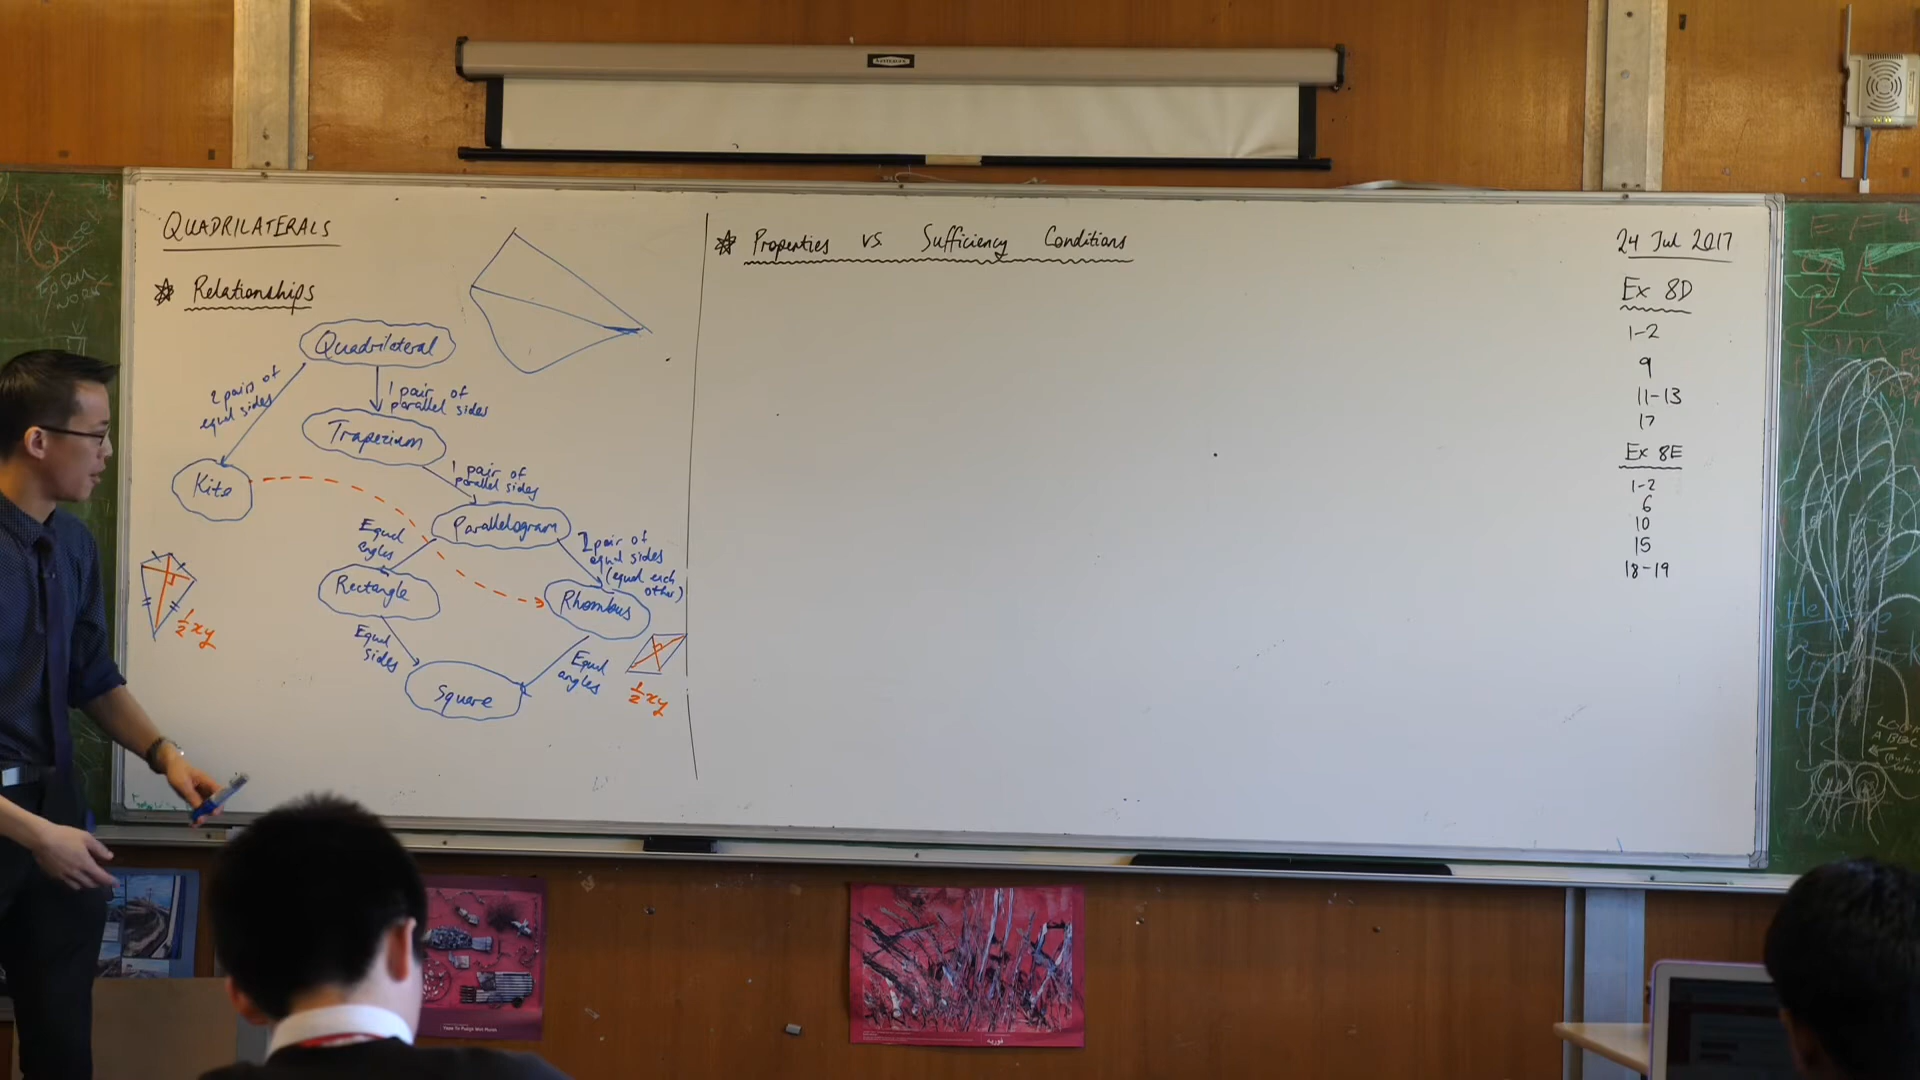 QUADRILATERALS
Relationships
Quadrilateral
2 pairs of
equal sides
1 pair of
parallel sides
Trapezium
1 pair of
parallel sides
Kite
Parallelogram
Equal
angles
2 pair of
equal sides
(equal each
other)
Rectangle
Rhombus
½xy
Equal
sides
Equal
angles
Square
½xy
Properties vs. Sufficiency Conditions
24 Jul 2017
Ex 8D
1-2
9
11-13
17
Ex 8E
1-2
6
10
15
18-19